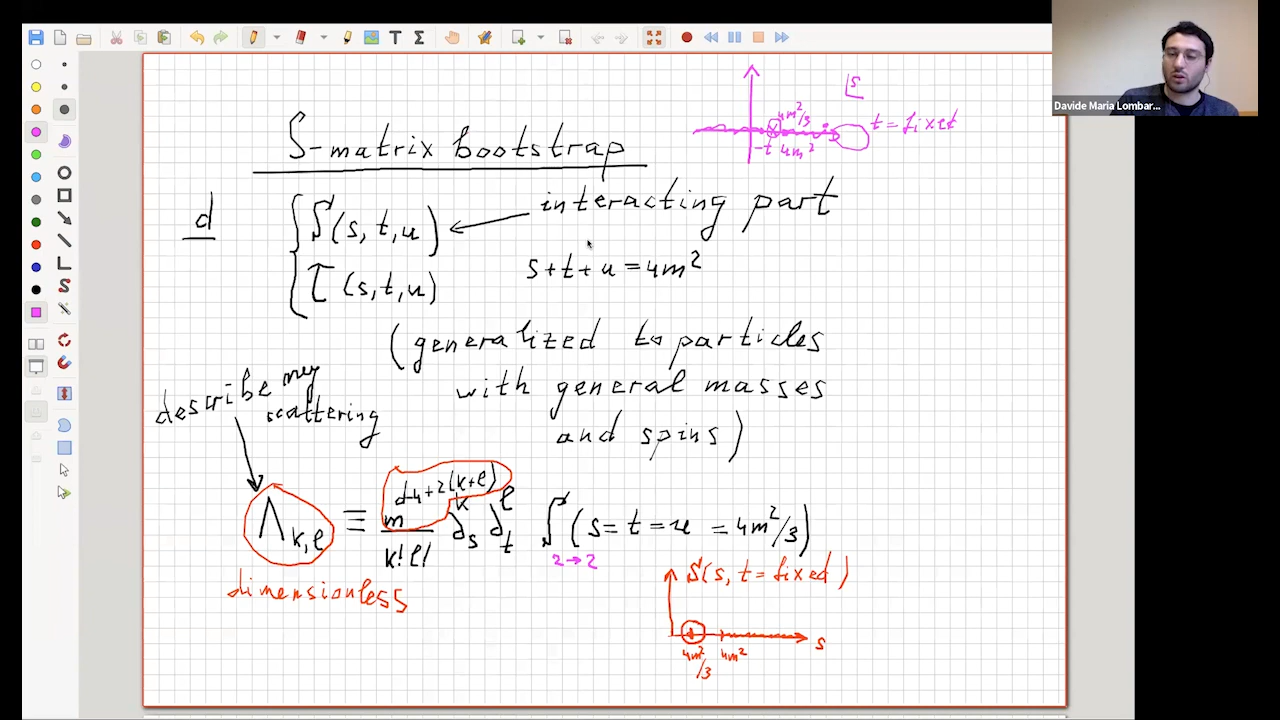 Davide Maria Lombar...
S-matrix bootstrap
s
4m²/3
t = fixed
-t 4m²
d
S(s, t, u)
interacting part
T(s, t, u)
s+t+u = 4m²
(generalized to particles
with general masses
and spins)
describe
scattering
Λ_{k,ℓ} ≡ m^{d-4+2(k+ℓ)} / k!ℓ! ∂_s^k ∂_t^ℓ S_{2→2} (s = t = u = 4m²/3)
dimensionless
S(s, t = fixed)
s
4m²/3
4m²